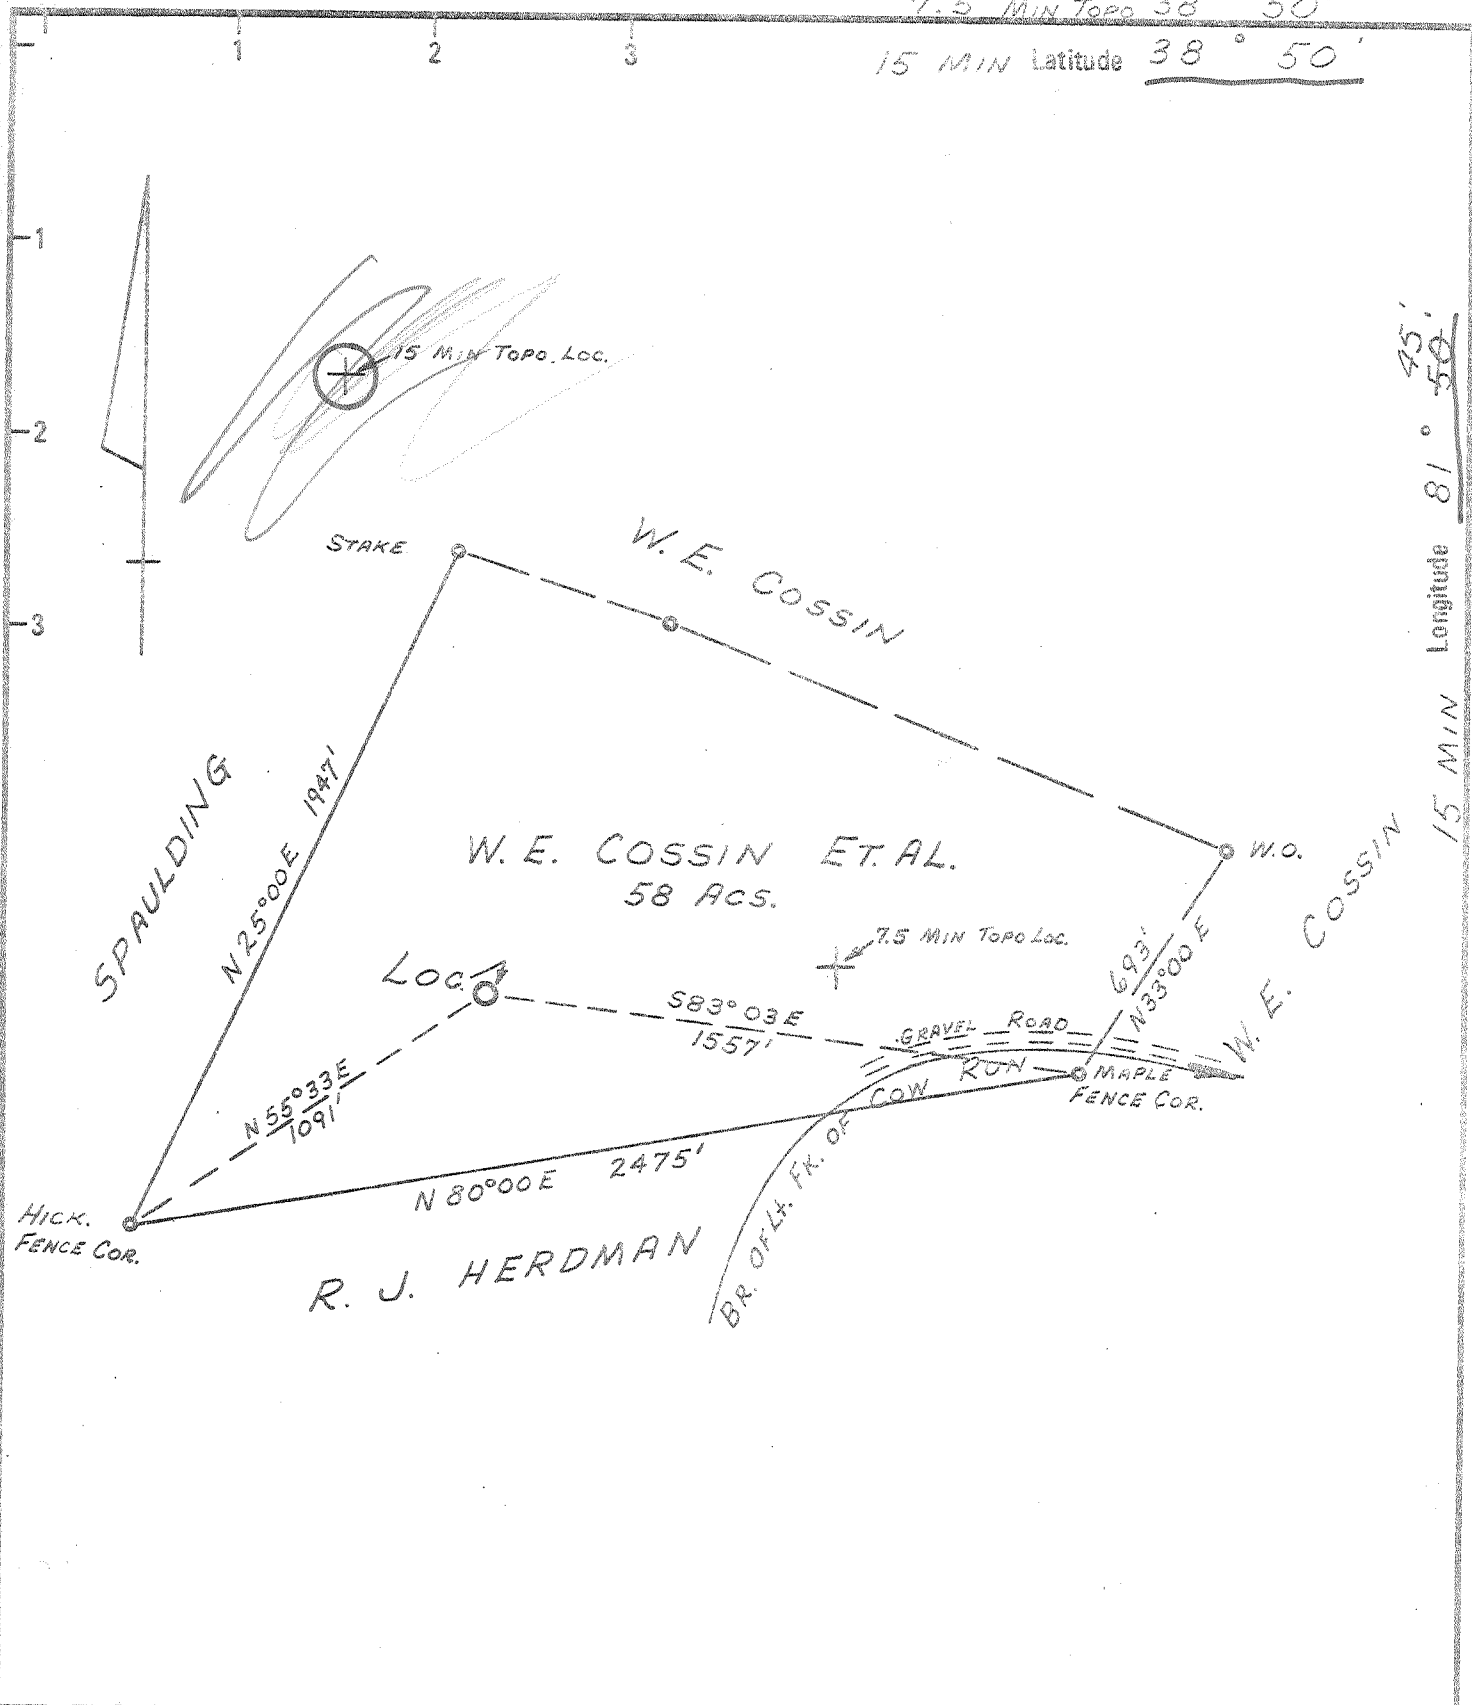 7.5 MIN TOPO 38 50
15 MIN Latitude 38° 50'
1 2 3
1
2
3
15 MIN TOPO. LOC.
15 MIN Longitude 81° 50' 45'
STAKE
W. E. COSSIN
SPAULDING
N25°00E 1947'
W. E. COSSIN ET. AL.
58 ACS.
W.O.
7.5 MIN TOPO LOC.
LOC.
693'
N33°00E
W. E. COSSIN
S83°03E
1557'
GRAVEL ROAD
N55°33E
1091'
BR. OF Lt. FK. OF COW RUN
MAPLE
FENCE COR.
N 80°00E 2475'
HICK.
FENCE COR.
R. J. HERDMAN